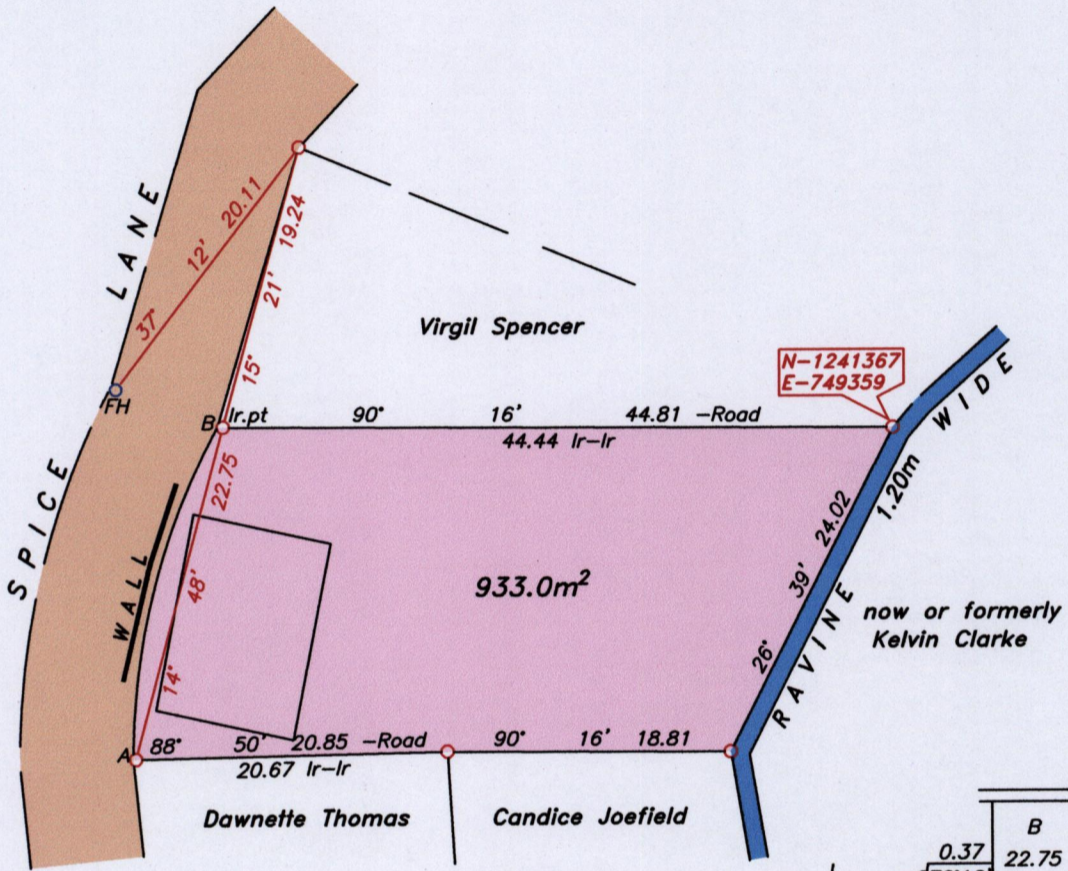 SPICE LANE
37° 12' 20.11
15° 21' 19.24
FH
Virgil Spencer
N-1241367
E-749359
B Ir.pt 90° 16' 44.81 -Road
44.44 Ir-Ir
14° 48' 22.75
WALL
933.0m²
26° 39' 24.02
RAVINE 1.20m WIDE
now or formerly
Kelvin Clarke
A 88° 50' 20.85 -Road 90° 16' 18.81
20.67 Ir-Ir
Dawnette Thomas Candice Joefield
B
0.37 22.75